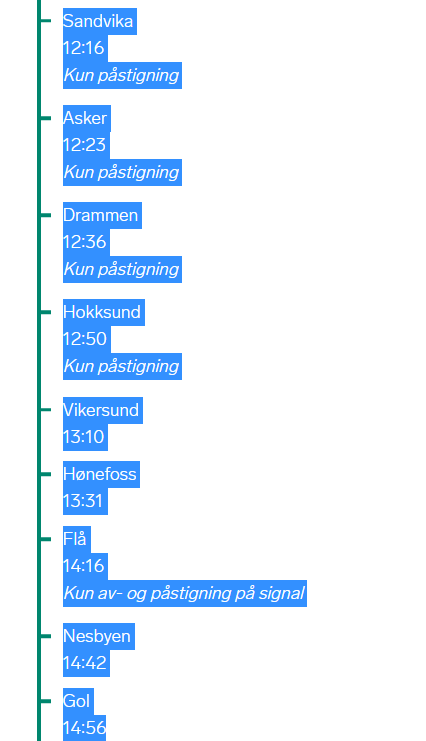 Sandvika
12:16
Kun påstigning
Asker
12:23
Kun påstigning
Drammen
12:36
Kun påstigning
Hokksund
12:50
Kun påstigning
Vikersund
13:10
Hønefoss
13:31
Flå
14:16
Kun av- og påstigning på signal
Nesbyen
14:42
Gol
14:56